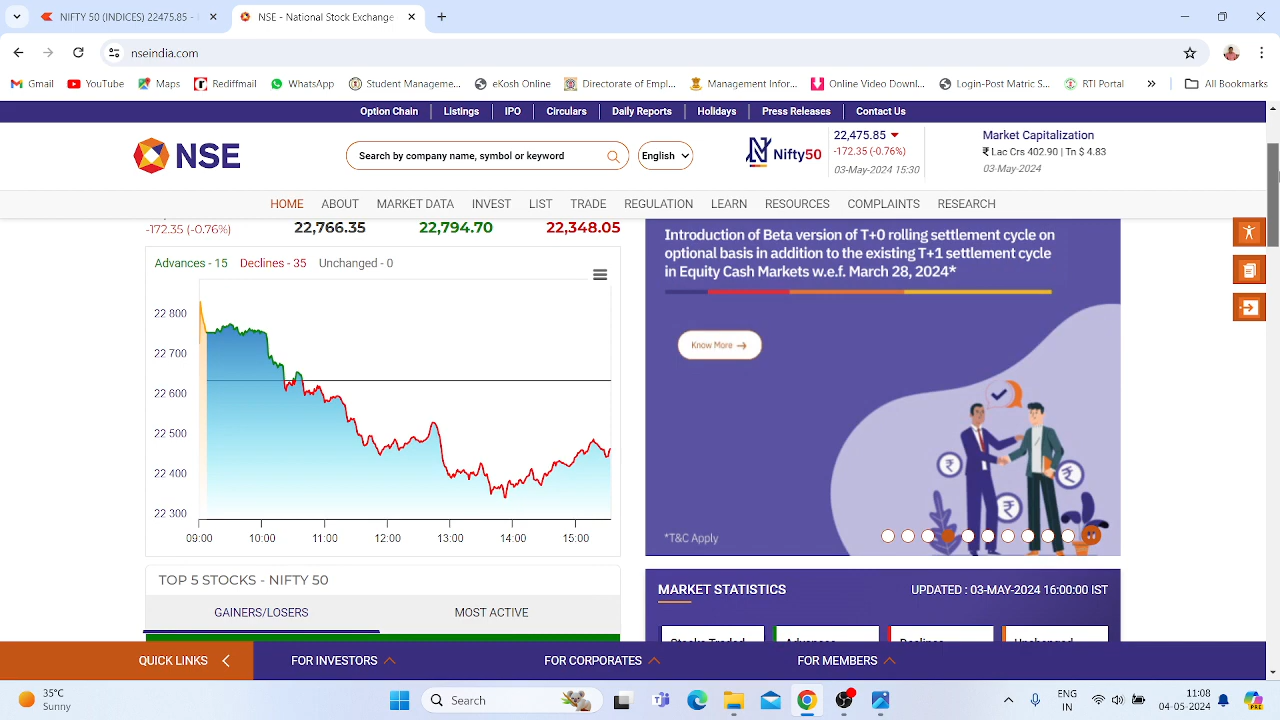 NIFTY 50 (INDICES) (IN
nseindia.com
Gmail
YouTube
Maps
Rediffmail
WhatsApp
Student Manageme...
eKosh Online
Directorate of Empl...
Management Infor...
Online Video Downl...
Login-Post Matric S...
RTI Portal
All Bookmarks
Option Chain
Listings
IPO
Circulars
Daily Reports
Holidays
Press Releases
Contact Us
NSE
Search by company name, symbol or keyword
English
Nifty50
22,475.85
-172.35 (-0.76%)
03-May-2024 15:30
Market Capitalization
₹ Lac Crs 402.90 | Tn $ 4.83
03-May-2024
HOME
ABOUT
MARKET DATA
INVEST
LIST
TRADE
REGULATION
LEARN
RESOURCES
COMPLAINTS
RESEARCH
-172.35 (-0.76%)
22,766.35
22,794.70
22,348.05
Advances - 15
Declines - 35
Unchanged - 0
22 800
22 700
22 600
22 500
22 400
22 300
09:00
10:00
11:00
12:00
13:00
14:00
15:00
Introduction of Beta version of T+0 rolling settlement cycle on
optional basis in addition to the existing T+1 settlement cycle
in Equity Cash Markets w.e.f. March 28, 2024*
Know More
*T&C Apply
TOP 5 STOCKS - NIFTY 50
GAINERS/LOSERS
MOST ACTIVE
MARKET STATISTICS
UPDATED : 03-MAY-2024 16:00:00 IST
Stocks Traded
Advances
Declines
Unchanged
QUICK LINKS
FOR INVESTORS
FOR CORPORATES
FOR MEMBERS
35°C
Sunny
Search
ENG
IN
11:08
04-05-2024